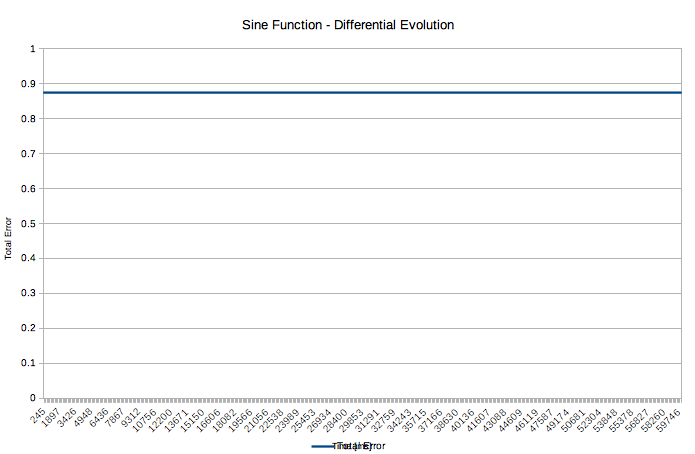 Sine Function - Differential Evolution
1
0.9
0.8
0.7
0.6
0.5
0.4
0.3
0.2
0.1
0
Total Error
245 1897 3426 4948 6436 7867 9312 10756 12200 13671 15150 16606 18082 19566 21056 22538 23989 25453 26934 28400 29853 31291 32759 34243 35715 37166 38630 40136 41607 43088 44609 46119 47587 49174 50681 52304 53848 55378 56827 58260 59746
Total Error